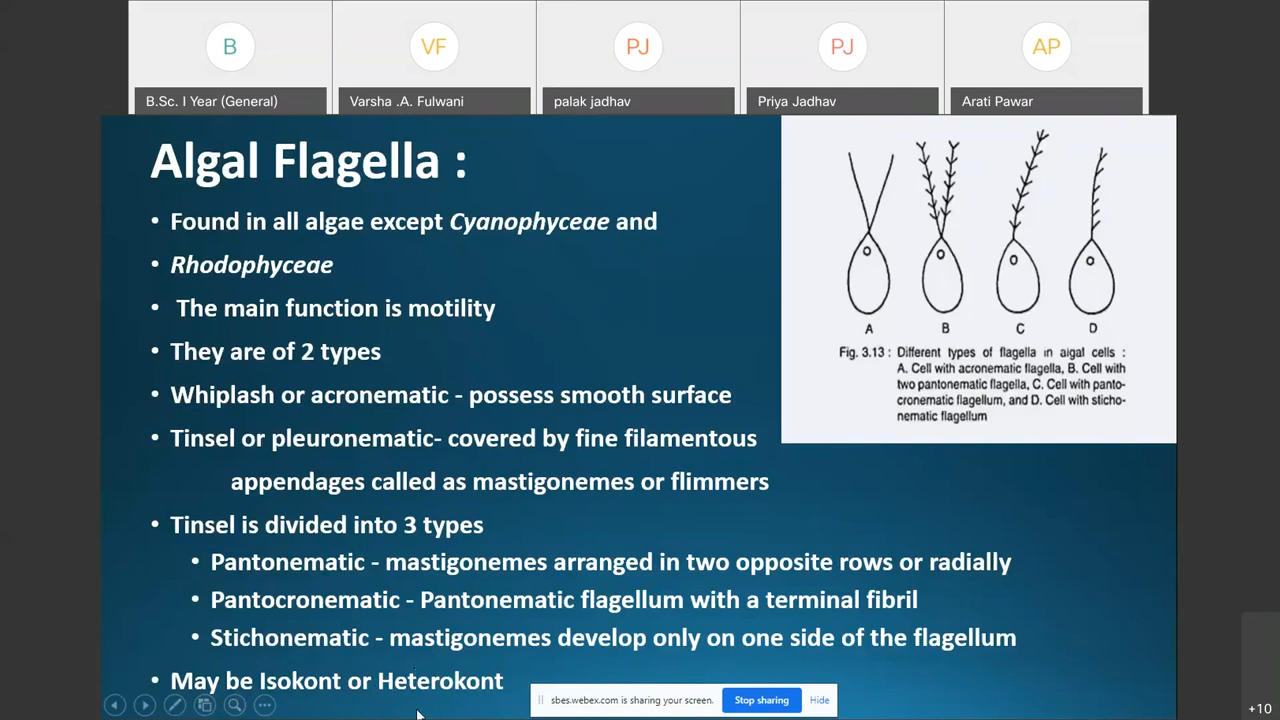 B
VF
PJ
PJ
AP
B.Sc. I Year (General)
Varsha .A. Fulwani
palak jadhav
Priya Jadhav
Arati Pawar
Algal Flagella :
• Found in all algae except Cyanophyceae and
• Rhodophyceae
• The main function is motility
• They are of 2 types
• Whiplash or acronematic - possess smooth surface
• Tinsel or pleuronematic- covered by fine filamentous
appendages called as mastigonemes or flimmers
• Tinsel is divided into 3 types
• Pantonematic - mastigonemes arranged in two opposite rows or radially
• Pantocronematic - Pantonematic flagellum with a terminal fibril
• Stichonematic - mastigonemes develop only on one side of the flagellum
• May be Isokont or Heterokont
A
B
C
D
Fig. 3.13 : Different types of flagella in algal cells :
A. Cell with acronematic flagella, B. Cell with
two pantonematic flagella, C. Cell with panto-
cronematic flagellum, and D. Cell with sticho-
nematic flagellum
sbes.webex.com is sharing your screen.
Stop sharing
Hide
+10